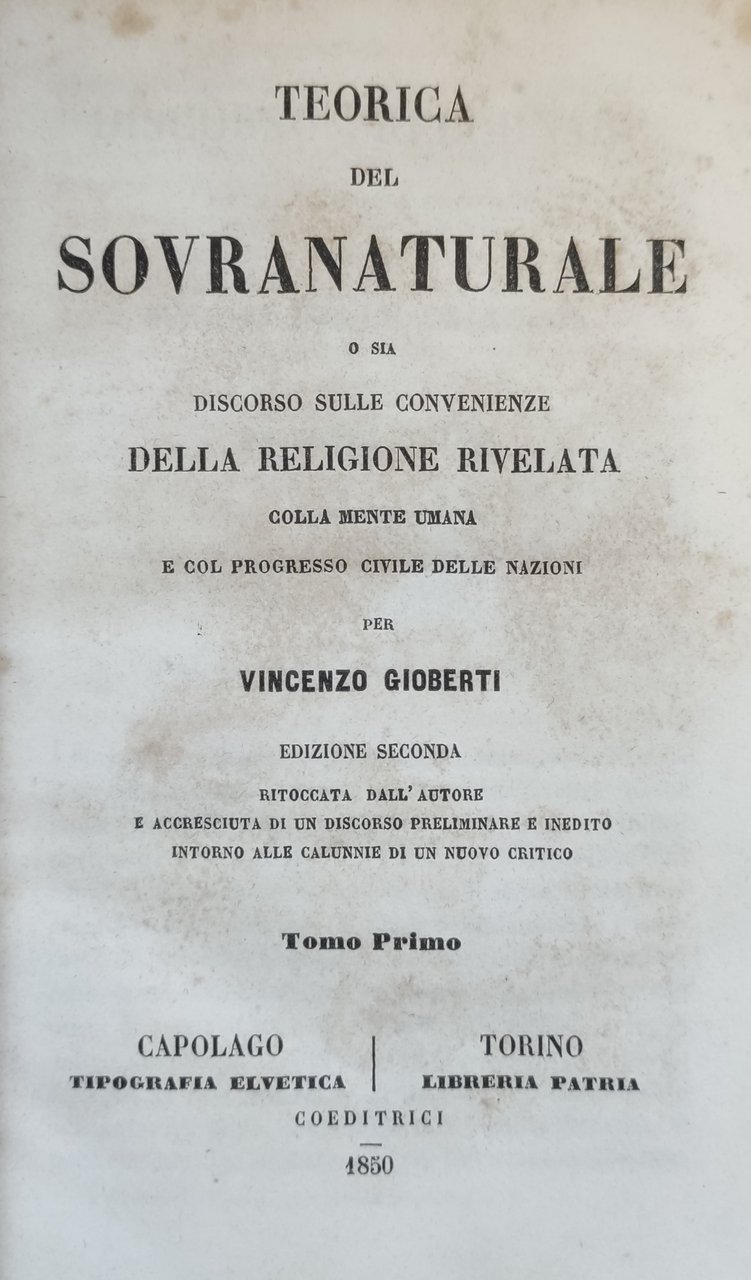 TEORICA
DEL
SOVRANATURALE
O SIA
DISCORSO SULLE CONVENIENZE
DELLA RELIGIONE RIVELATA
COLLA MENTE UMANA
E COL PROGRESSO CIVILE DELLE NAZIONI
PER
VINCENZO GIOBERTI
EDIZIONE SECONDA
RITOCCATA DALL' AUTORE
E ACCRESCIUTA DI UN DISCORSO PRELIMINARE E INEDITO
INTORNO ALLE CALUNNIE DI UN NUOVO CRITICO
Tomo Primo
CAPOLAGO
TIPOGRAFIA ELVETICA
TORINO
LIBRERIA PATRIA
COEDITRICI
1850